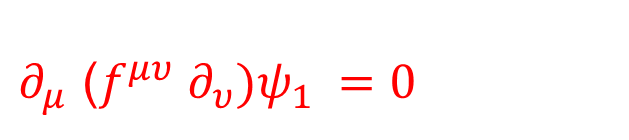 ∂_μ (f^{μυ} ∂_υ)ψ_1 = 0